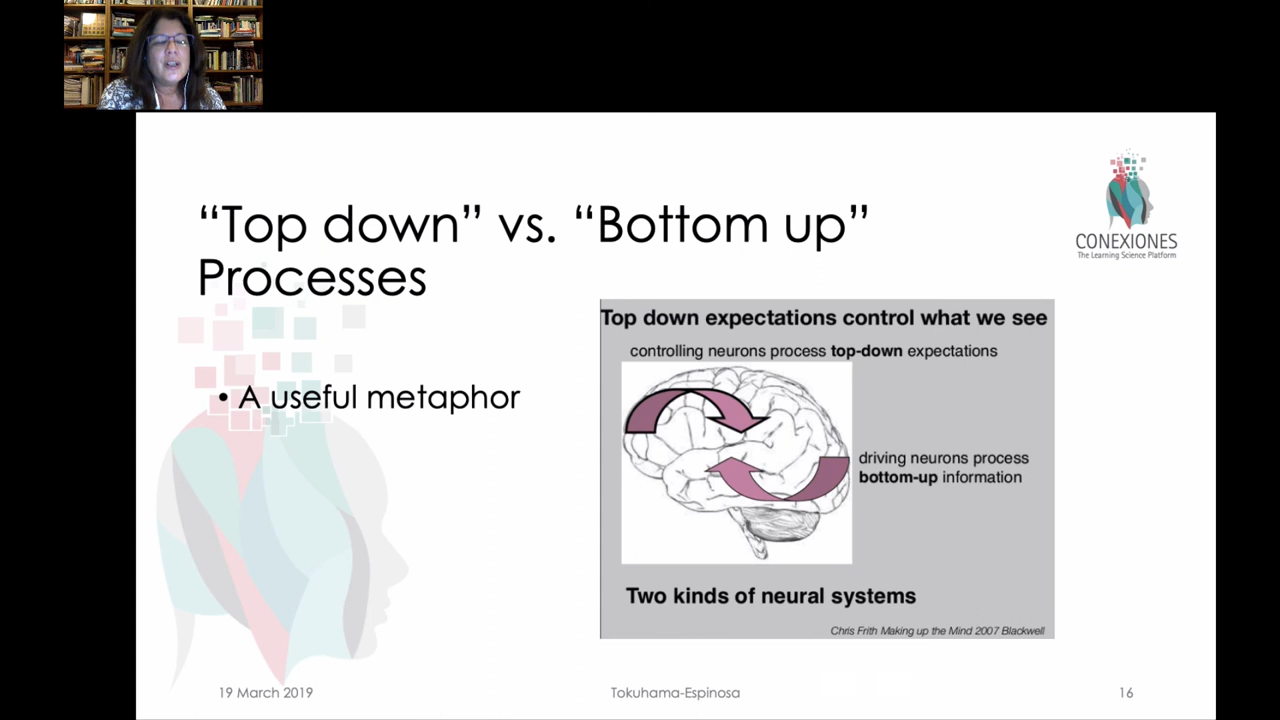 “Top down” vs. “Bottom up”
Processes
CONEXIONES
The Learning Science Platform
• A useful metaphor
Top down expectations control what we see
controlling neurons process top-down expectations
driving neurons process
bottom-up information
Two kinds of neural systems
Chris Frith Making up the Mind 2007 Blackwell
19 March 2019
Tokuhama-Espinosa
16